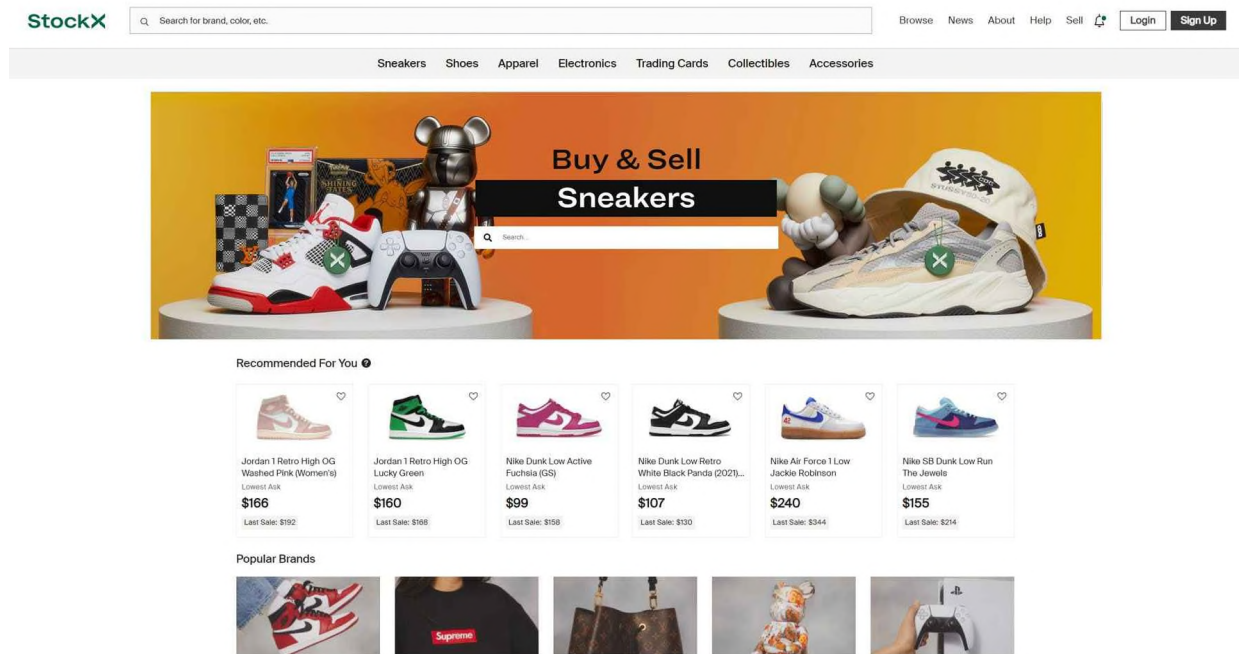 StockX
Search for brand, color, etc.
Browse News About Help Sell Login Sign Up
Sneakers Shoes Apparel Electronics Trading Cards Collectibles Accessories
Buy & Sell
Sneakers
Search...
SHINING
FATES
STUSSY
Recommended For You
Jordan 1 Retro High OG
Washed Pink (Women's)
Lowest Ask
$166
Last Sale: $192
Jordan 1 Retro High OG
Lucky Green
Lowest Ask
$160
Last Sale: $168
Nike Dunk Low Active
Fuchsia (GS)
Lowest Ask
$99
Last Sale: $158
Nike Dunk Low Retro
White Black Panda (2021)...
Lowest Ask
$107
Last Sale: $130
42
Nike Air Force 1 Low
Jackie Robinson
Lowest Ask
$240
Last Sale: $344
Nike SB Dunk Low Run
The Jewels
Lowest Ask
$155
Last Sale: $214
Popular Brands
Supreme